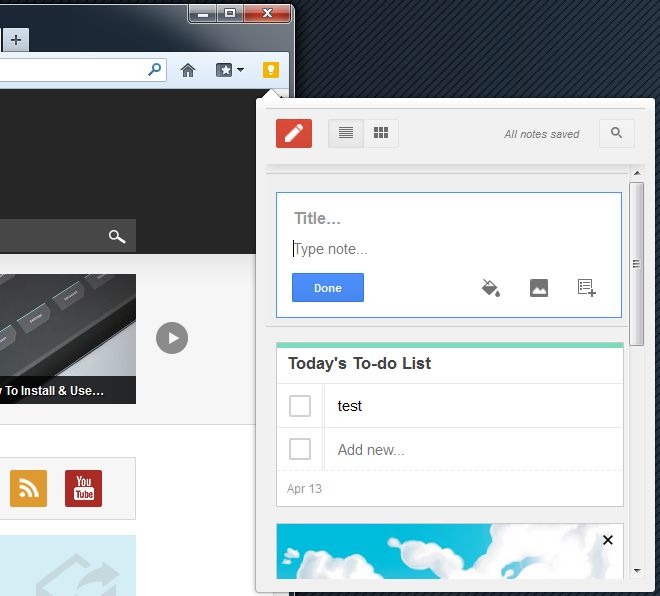 All notes saved
Title...
Type note...
Done
Today's To-do List
test
Add new...
Apr 13
To Install & Use...
You
Tube